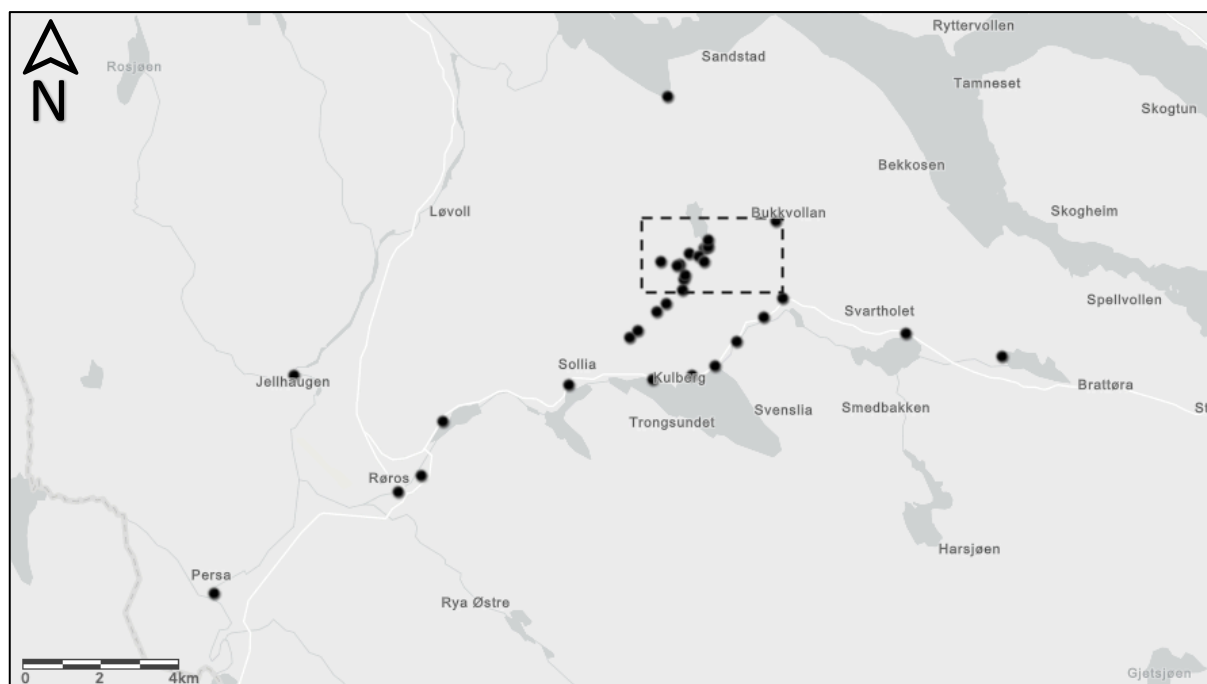 Ryttervollen
Sandstad
Rosjøen
Tamneset
N
Skogtun
Bekkosen
Løvoll
Bukkvollan
Skogheim
Spellvollen
Svartholet
Sollia
Kulberg
Jellhaugen
Brattøra
Svenslia
Smedbakken
St
Trongsundet
Røros
Harsjøen
Persa
Rya Østre
0 2 4km
Gjetsjøen